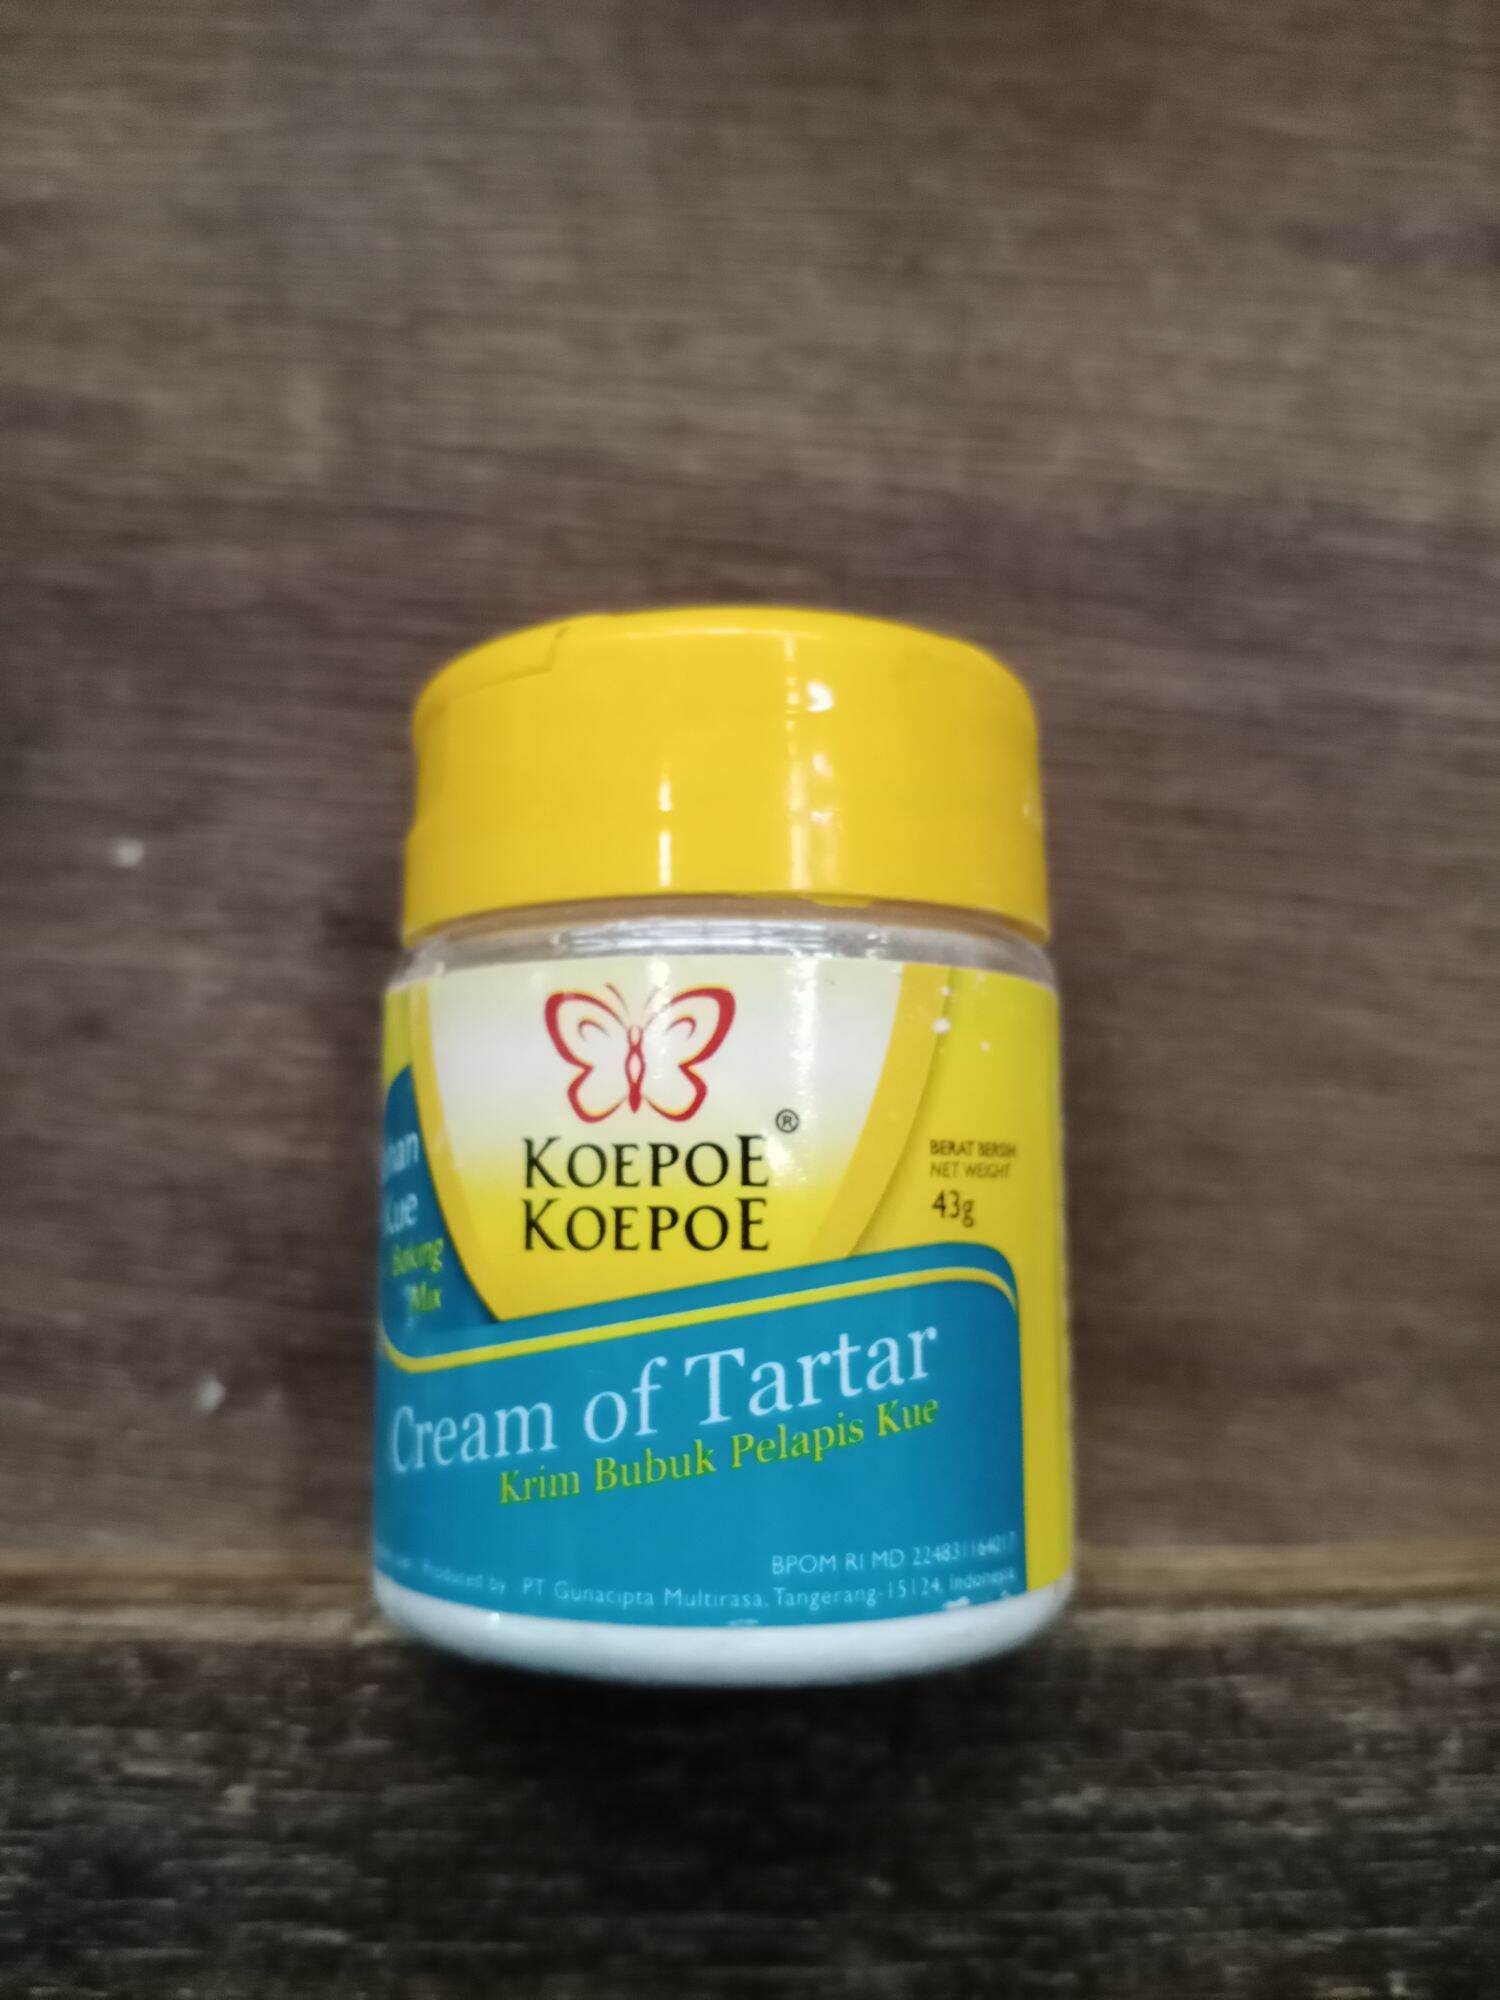 KOEPOE ®
KOEPOE
BERAT BERSIH
NET WEIGHT
43g
Kue
Baking
Mix
Cream of Tartar
Krim Bubuk Pelapis Kue
BPOM RI MD 224831164017
Produced by PT Gunacipta Multirasa, Tangerang-15124, Indonesia